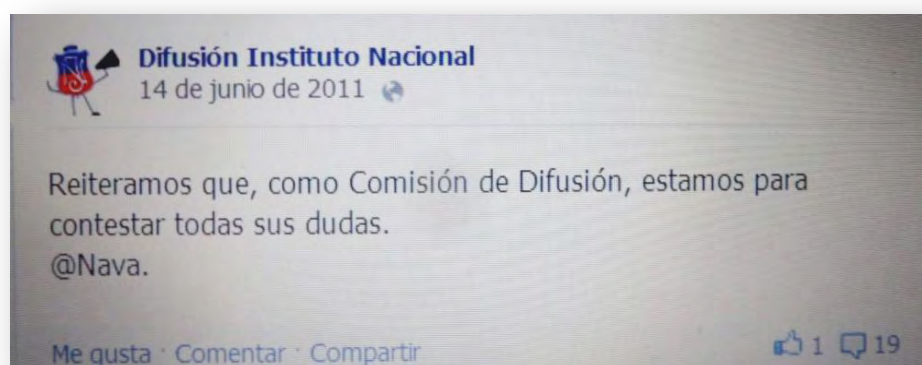 Difusión Instituto Nacional
14 de junio de 2011
Reiteramos que, como Comisión de Difusión, estamos para
contestar todas sus dudas.
@Nava.
Me gusta · Comentar · Compartir
1 19